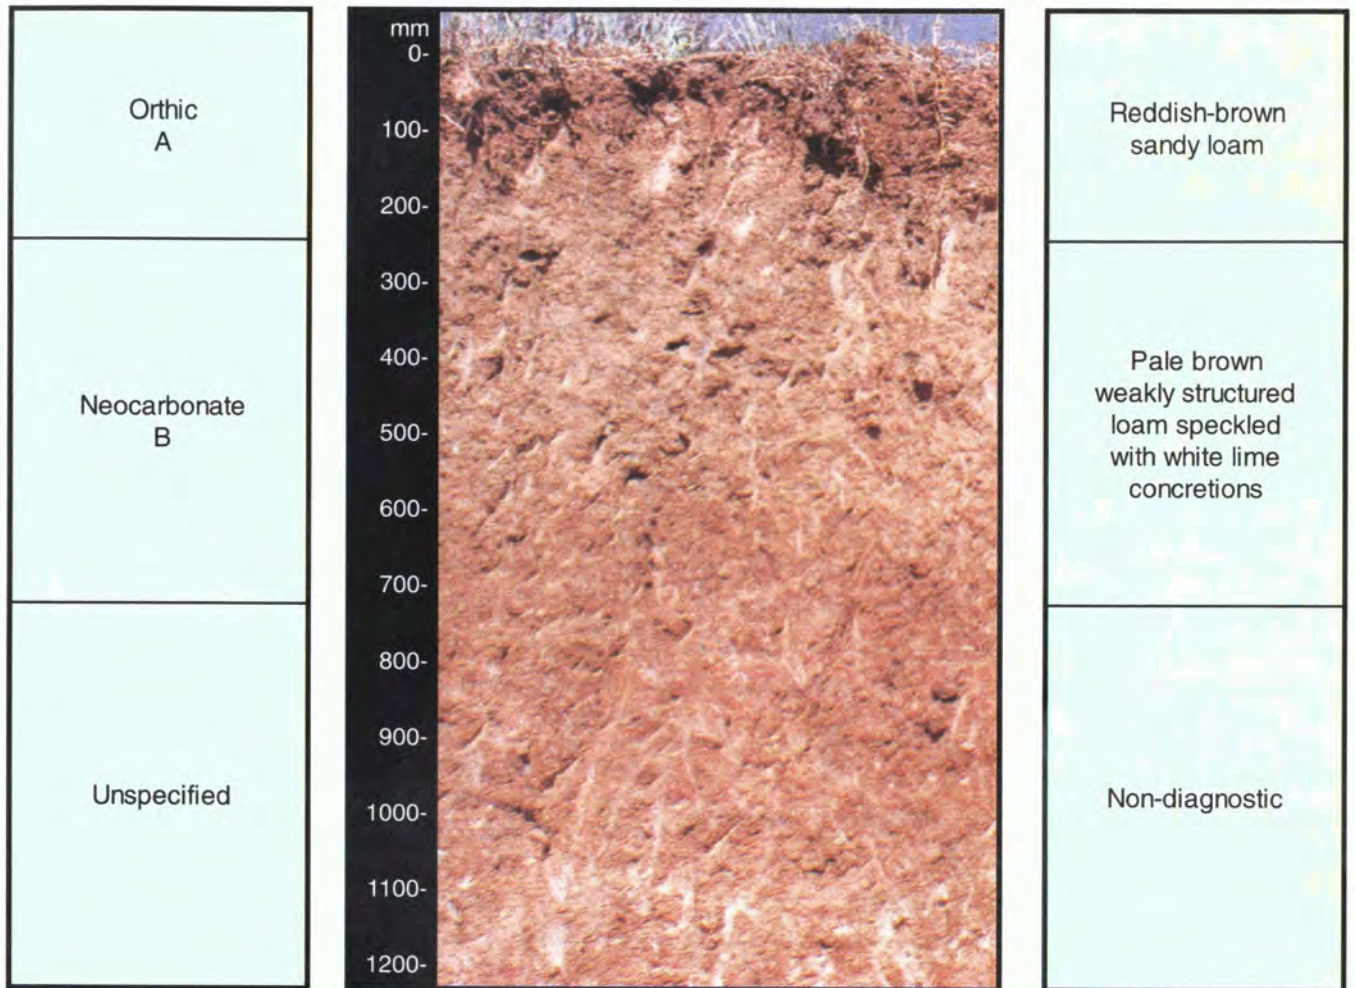 Orthic
A
Neocarbonate
B
Unspecified
mm
0-
100-
200-
300-
400-
500-
600-
700-
800-
900-
1000-
1100-
1200-
Reddish-brown
sandy loam
Pale brown
weakly structured
loam speckled
with white lime
concretions
Non-diagnostic